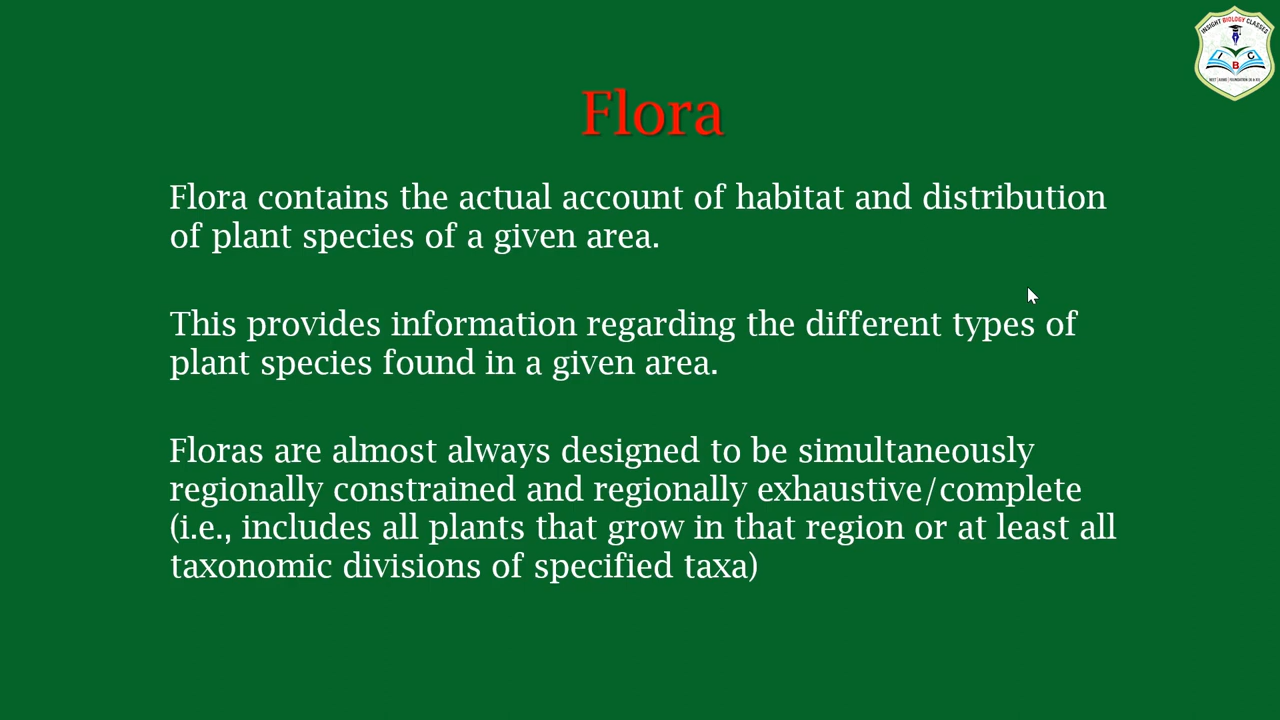 INSIGHT BIOLOGY CLASSES
I B C
Flora
Flora contains the actual account of habitat and distribution
of plant species of a given area.
This provides information regarding the different types of
plant species found in a given area.
Floras are almost always designed to be simultaneously
regionally constrained and regionally exhaustive/complete
(i.e., includes all plants that grow in that region or at least all
taxonomic divisions of specified taxa)